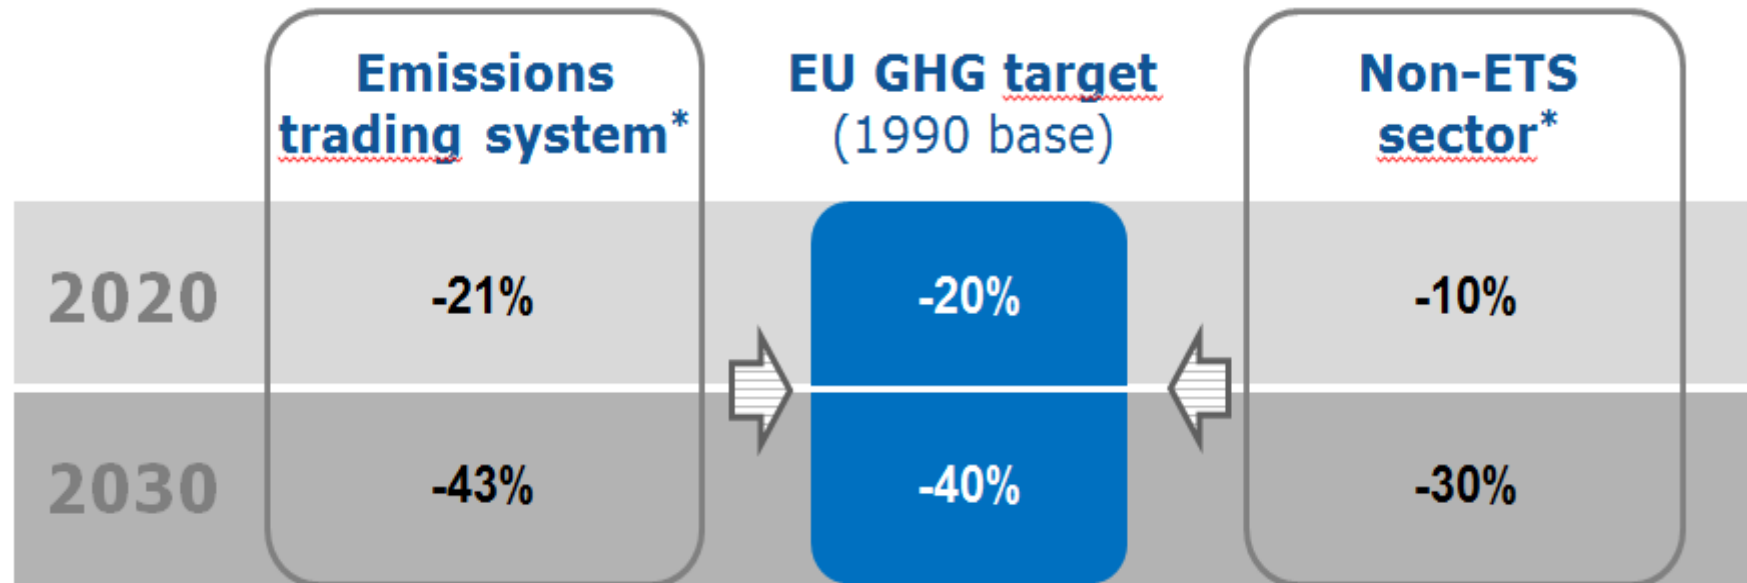 Emissions
trading system*
EU GHG target
(1990 base)
Non-ETS
sector*
2020
-21%
-20%
-10%
2030
-43%
-40%
-30%